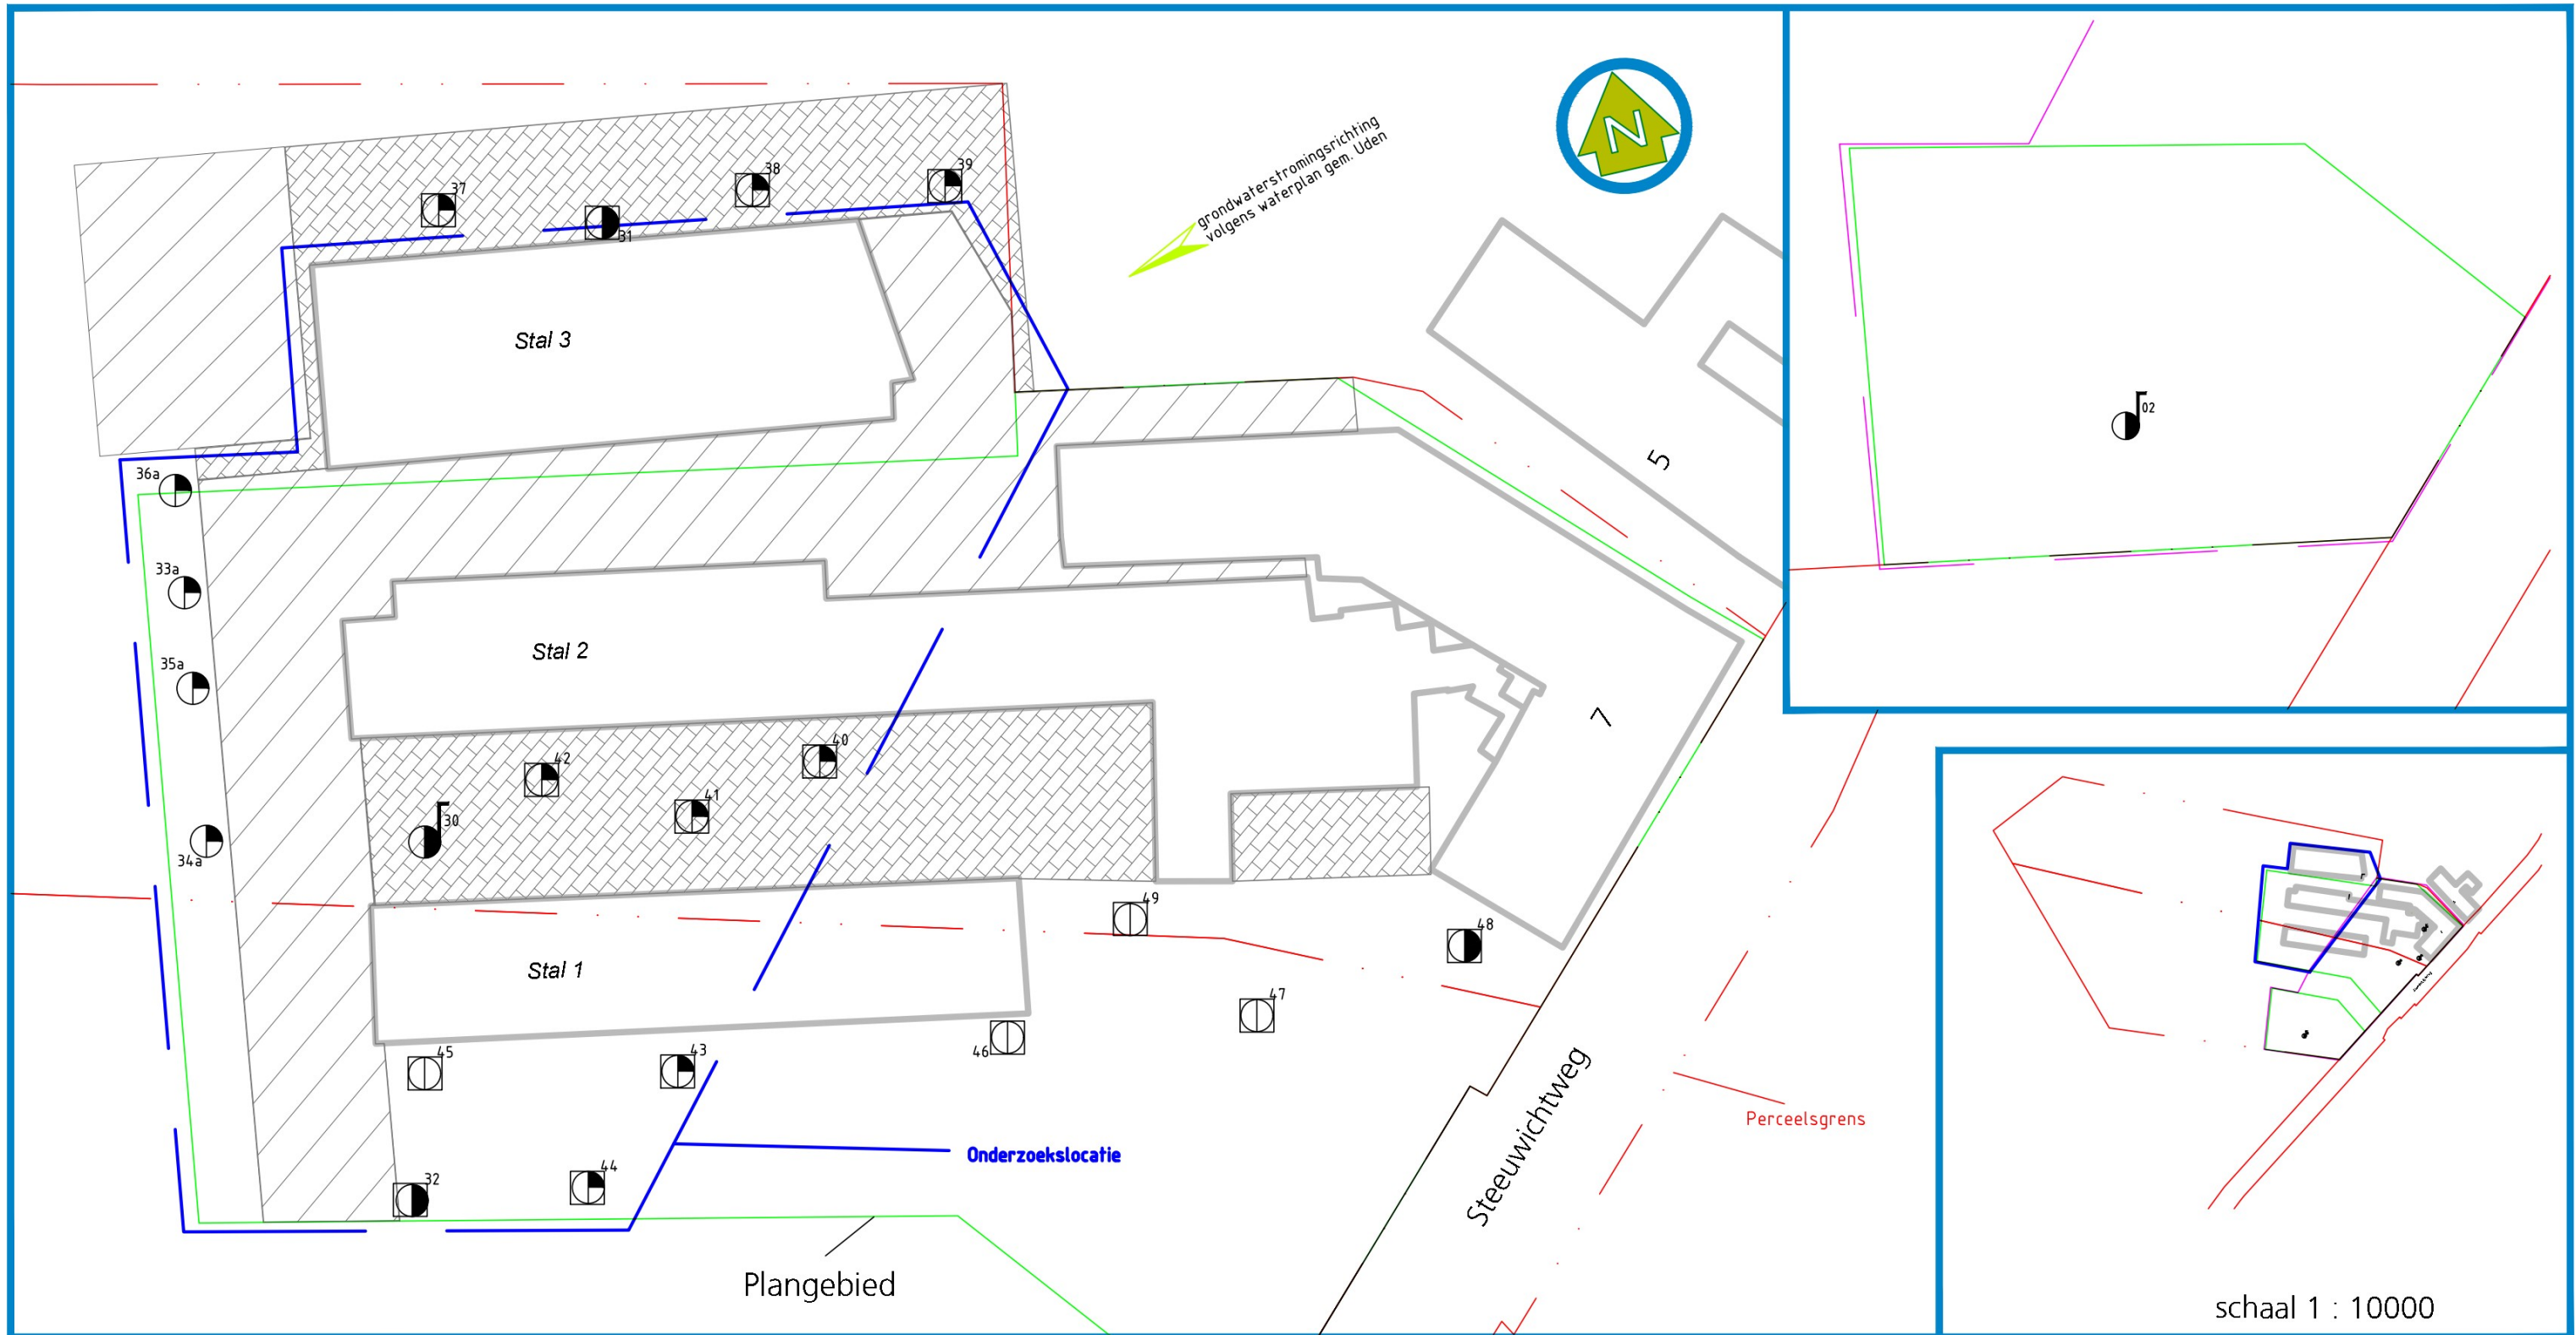 N
grondwaterstromingsrichting
volgens waterplan gem. Uden
37
31
38
39
Stal 3
02
36a
5
33a
Stal 2
35a
7
42
40
41
30
34a
49
48
Stal 1
47
46
45
43
Steeuwichtweg
Perceelsgrens
Onderzoekslocatie
32
44
Plangebied
schaal 1 : 10000